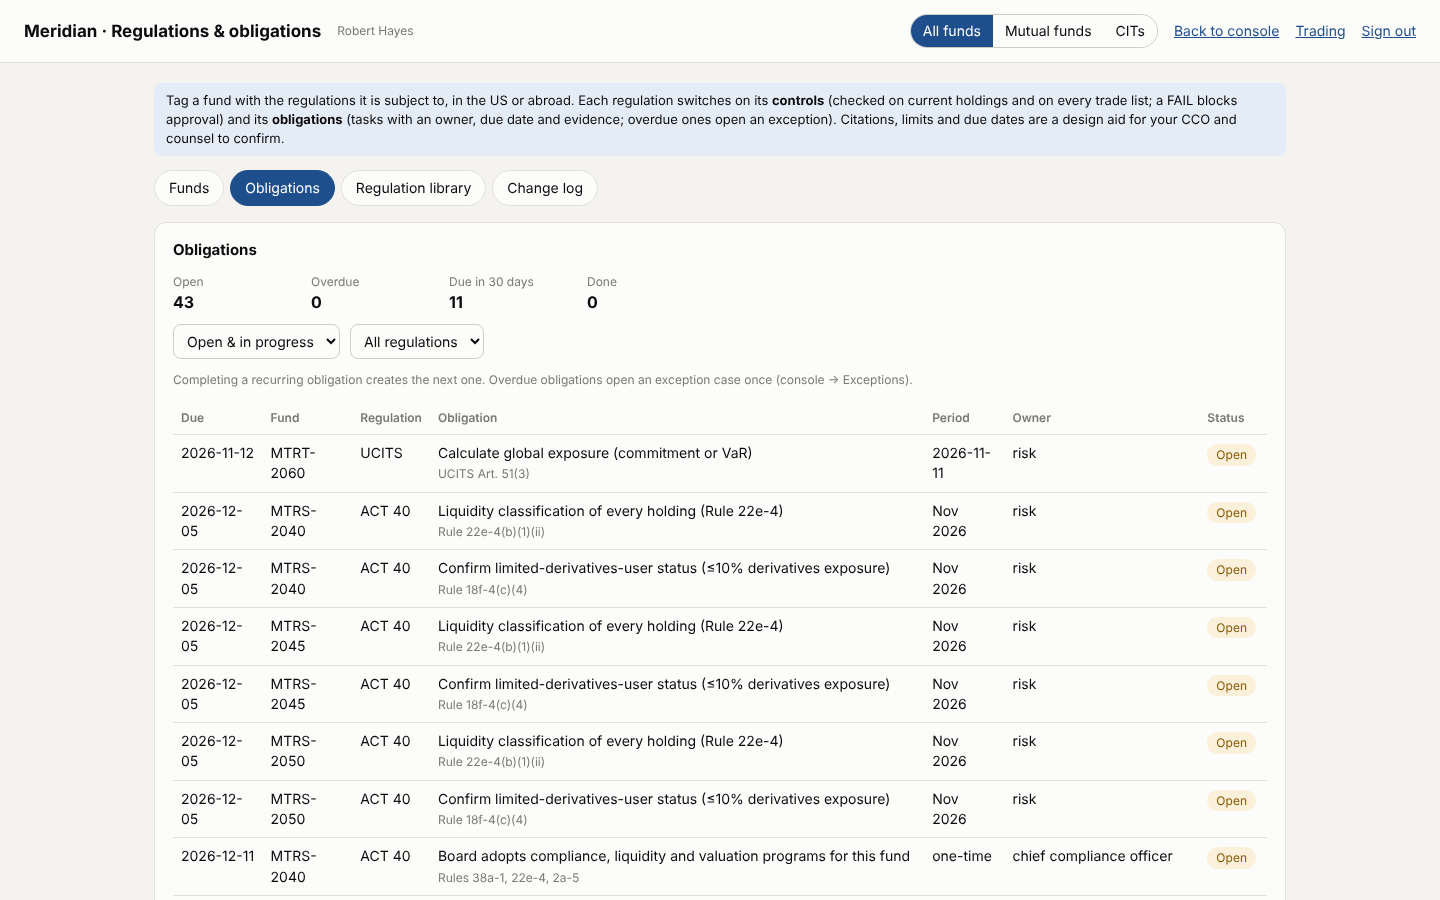 Meridian · Regulations & obligations Robert Hayes All funds Mutual funds CITs Back to console Trading Sign out
Tag a fund with the regulations it is subject to, in the US or abroad. Each regulation switches on its controls (checked on current holdings and on every trade list; a FAIL blocks
approval) and its obligations (tasks with an owner, due date and evidence; overdue ones open an exception). Citations, limits and due dates are a design aid for your CCO and
counsel to confirm.
Funds Obligations Regulation library Change log
Obligations
Open Overdue Due in 30 days Done
43 0 11 0
Open & in progress All regulations
Completing a recurring obligation creates the next one. Overdue obligations open an exception case once (console → Exceptions).
Due Fund Regulation Obligation Period Owner Status
2026-11-12 MTRT- UCITS Calculate global exposure (commitment or VaR) 2026-11- risk Open
2060 UCITS Art. 51(3) 11
2026-12- MTRS- ACT 40 Liquidity classification of every holding (Rule 22e-4) Nov risk Open
05 2040 Rule 22e-4(b)(1)(ii) 2026
2026-12- MTRS- ACT 40 Confirm limited-derivatives-user status (≤10% derivatives exposure) Nov risk Open
05 2040 Rule 18f-4(c)(4) 2026
2026-12- MTRS- ACT 40 Liquidity classification of every holding (Rule 22e-4) Nov risk Open
05 2045 Rule 22e-4(b)(1)(ii) 2026
2026-12- MTRS- ACT 40 Confirm limited-derivatives-user status (≤10% derivatives exposure) Nov risk Open
05 2045 Rule 18f-4(c)(4) 2026
2026-12- MTRS- ACT 40 Liquidity classification of every holding (Rule 22e-4) Nov risk Open
05 2050 Rule 22e-4(b)(1)(ii) 2026
2026-12- MTRS- ACT 40 Confirm limited-derivatives-user status (≤10% derivatives exposure) Nov risk Open
05 2050 Rule 18f-4(c)(4) 2026
2026-12-11 MTRS- ACT 40 Board adopts compliance, liquidity and valuation programs for this fund one-time chief compliance officer Open
2040 Rules 38a-1, 22e-4, 2a-5